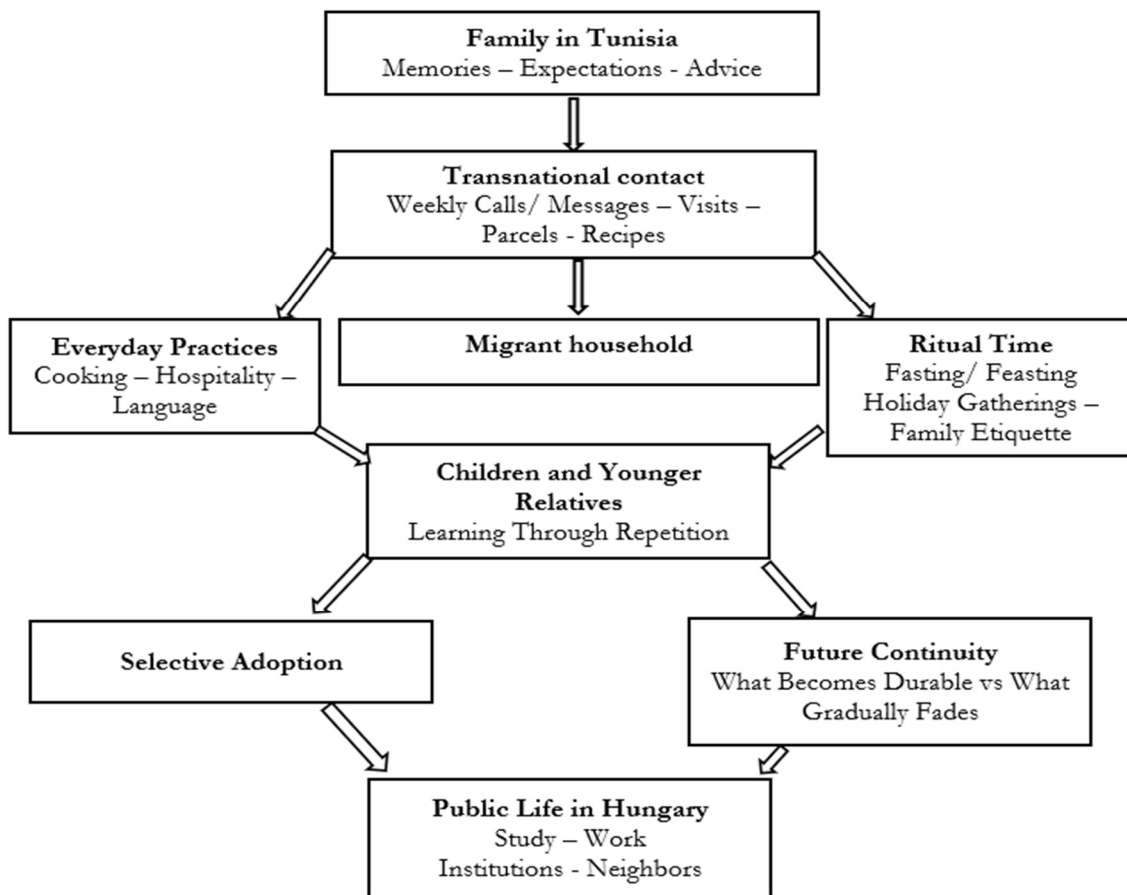 Family in Tunisia
Memories – Expectations - Advice
Transnational contact
Weekly Calls/ Messages – Visits –
Parcels - Recipes
Everyday Practices
Cooking – Hospitality –
Language
Migrant household
Ritual Time
Fasting/ Feasting
Holiday Gatherings –
Family Etiquette
Children and Younger
Relatives
Learning Through Repetition
Selective Adoption
Future Continuity
What Becomes Durable vs What
Gradually Fades
Public Life in Hungary
Study – Work
Institutions - Neighbors